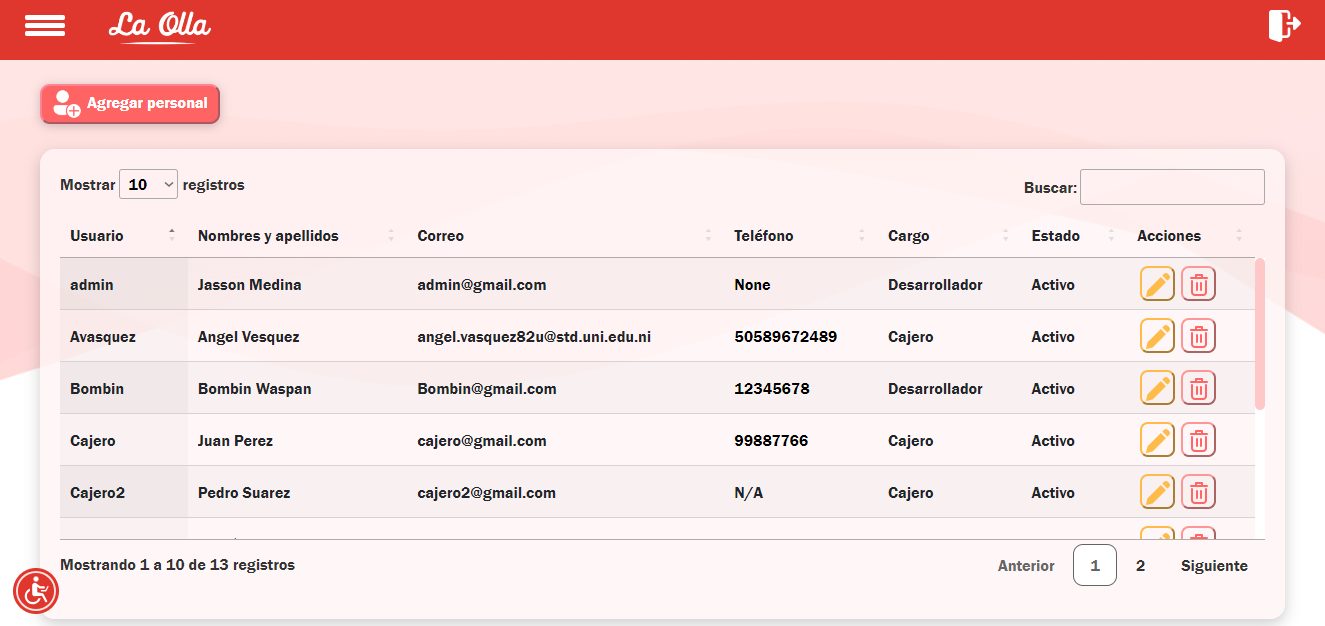 La Olla
Agregar personal
Mostrar 10 registros
Buscar:
Usuario Nombres y apellidos Correo Teléfono Cargo Estado Acciones
admin Jasson Medina admin@gmail.com None Desarrollador Activo
Avasquez Angel Vesquez angel.vasquez82u@std.uni.edu.ni 50589672489 Cajero Activo
Bombin Bombin Waspan Bombin@gmail.com 12345678 Desarrollador Activo
Cajero Juan Perez cajero@gmail.com 99887766 Cajero Activo
Cajero2 Pedro Suarez cajero2@gmail.com N/A Cajero Activo
Mostrando 1 a 10 de 13 registros
Anterior 1 2 Siguiente